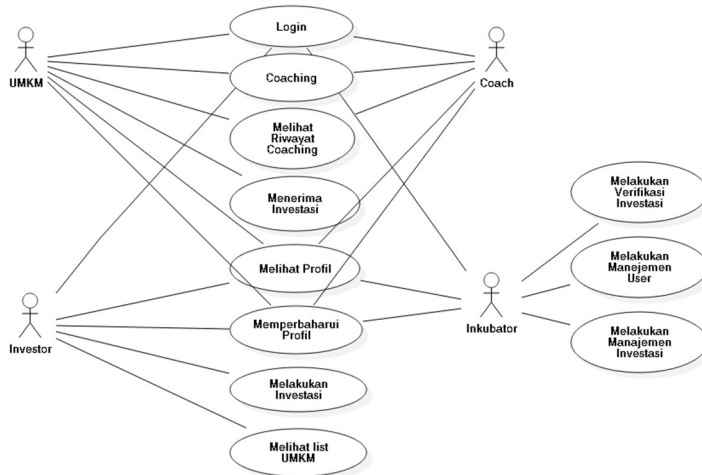 Login
UMKM
Coaching
Coach
Melihat
Riwayat
Coaching
Menerima
Investasi
Melakukan
Verifikasi
Investasi
Melihat Profil
Melakukan
Manejemen
User
Investor
Memperbaharui
Profil
Inkubator
Melakukan
Manajemen
Investasi
Melakukan
Investasi
Melihat list
UMKM